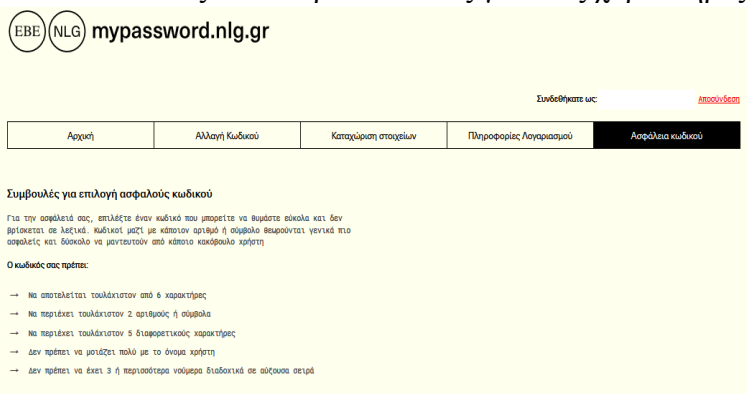 EBE NLG mypassword.nlg.gr
Συνδεθήκατε ως: Αποσύνδεση
Αρχική Αλλαγή Κωδικού Καταχώριση στοιχείων Πληροφορίες Λογαριασμού Ασφάλεια κωδικού
Συμβουλές για επιλογή ασφαλούς κωδικού
Για την ασφάλειά σας, επιλέξτε έναν κωδικό που μπορείτε να θυμάστε εύκολα και δεν
βρίσκεται σε λεξικά. Κωδικοί μαζί με κάποιον αριθμό ή σύμβολο θεωρούνται γενικά πιο
ασφαλείς και δύσκολο να μαντευτούν από κάποιο κακόβουλο χρήστη
Ο κωδικός σας πρέπει:
→ Να αποτελείται τουλάχιστον από 6 χαρακτήρες
→ Να περιέχει τουλάχιστον 2 αριθμούς ή σύμβολα
→ Να περιέχει τουλάχιστον 5 διαφορετικούς χαρακτήρες
→ Δεν πρέπει να μοιάζει πολύ με το όνομα χρήστη
→ Δεν πρέπει να έχει 3 ή περισσότερα νούμερα διαδοχικά σε αύξουσα σειρά